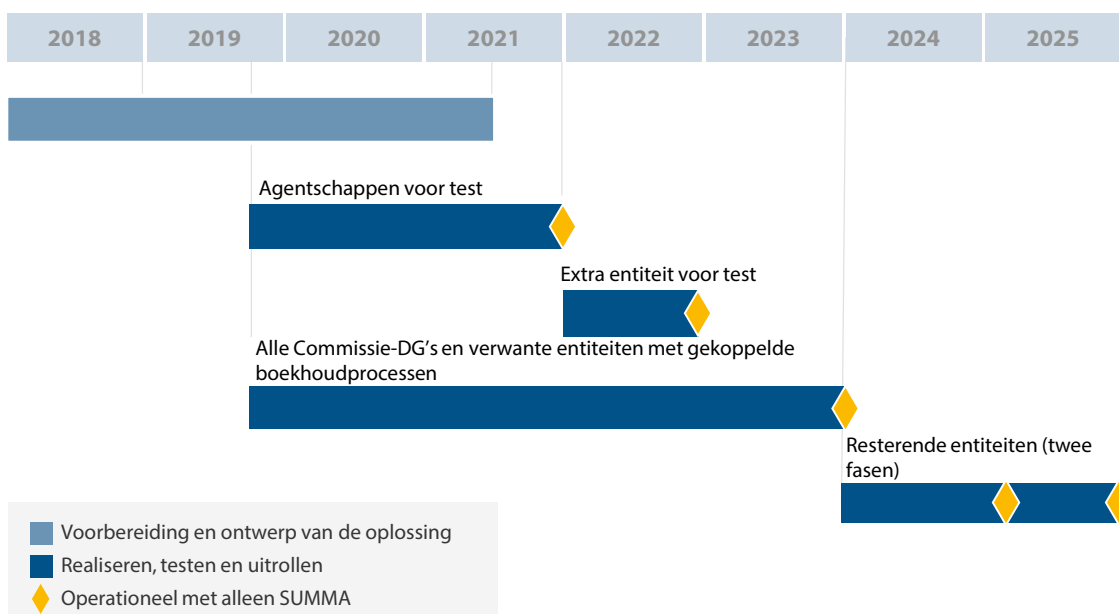 2018 2019 2020 2021 2022 2023 2024 2025
Agentschappen voor test
Extra entiteit voor test
Alle Commissie-DG’s en verwante entiteiten met gekoppelde
boekhoudprocessen
Resterende entiteiten (twee
fasen)
Voorbereiding en ontwerp van de oplossing
Realiseren, testen en uitrollen
Operationeel met alleen SUMMA